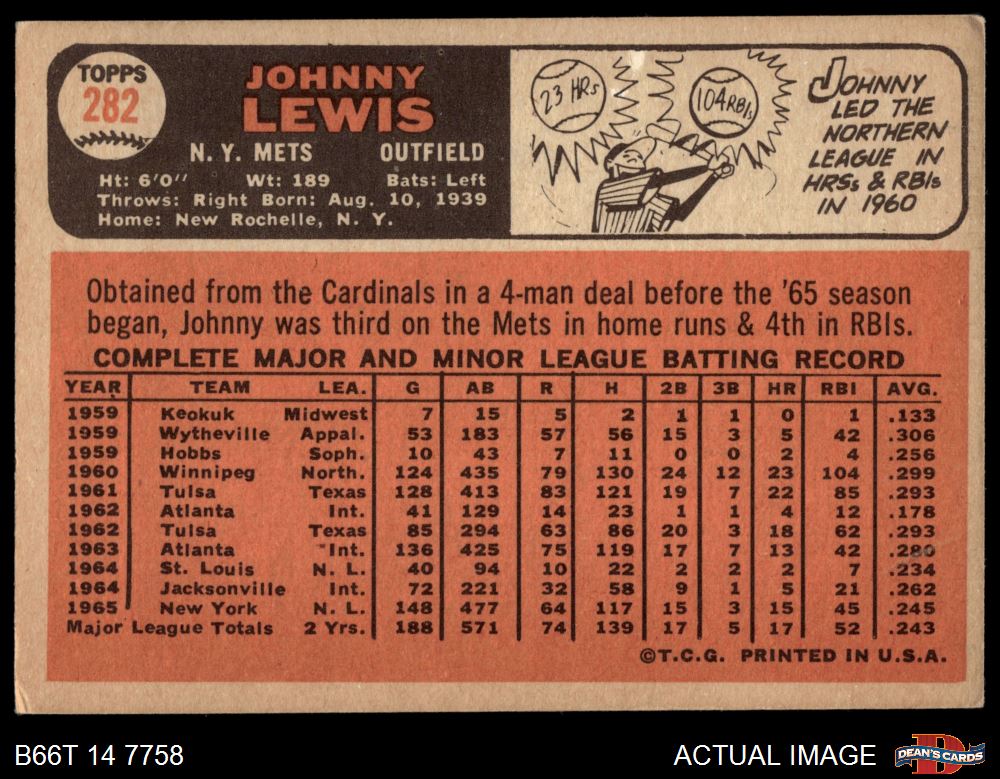 TOPPS
282
JOHNNY
LEWIS
N. Y. METS OUTFIELD
Ht: 6'0" Wt: 189 Bats: Left
Throws: Right Born: Aug. 10, 1939
Home: New Rochelle, N. Y.
23 HRs
104 RBIs
JOHNNY
LED THE
NORTHERN
LEAGUE IN
HRSs & RBIs
IN 1960
Obtained from the Cardinals in a 4-man deal before the '65 season
began, Johnny was third on the Mets in home runs & 4th in RBIs.
COMPLETE MAJOR AND MINOR LEAGUE BATTING RECORD
YEAR TEAM LEA. G AB R H 2B 3B HR RBI AVG.
1959 Keokuk Midwest 7 15 5 2 1 1 0 1 .133
1959 Wytheville Appal. 53 183 57 56 15 3 5 42 .306
1959 Hobbs Soph. 10 43 7 11 0 0 2 4 .256
1960 Winnipeg North. 124 435 79 130 24 12 23 104 .299
1961 Tulsa Texas 128 413 83 121 19 7 22 85 .293
1962 Atlanta Int. 41 129 14 23 1 1 4 12 .178
1962 Tulsa Texas 85 294 63 86 20 3 18 62 .293
1963 Atlanta Int. 136 425 75 119 17 7 13 42 .280
1964 St. Louis N. L. 40 94 10 22 2 2 2 7 .234
1964 Jacksonville Int. 72 221 32 58 9 1 5 21 .262
1965 New York N. L. 148 477 64 117 15 3 15 45 .245
Major League Totals 2 Yrs. 188 571 74 139 17 5 17 52 .243
©T.C.G. PRINTED IN U.S.A.
B66T 14 7758 ACTUAL IMAGE DEAN'S CARDS